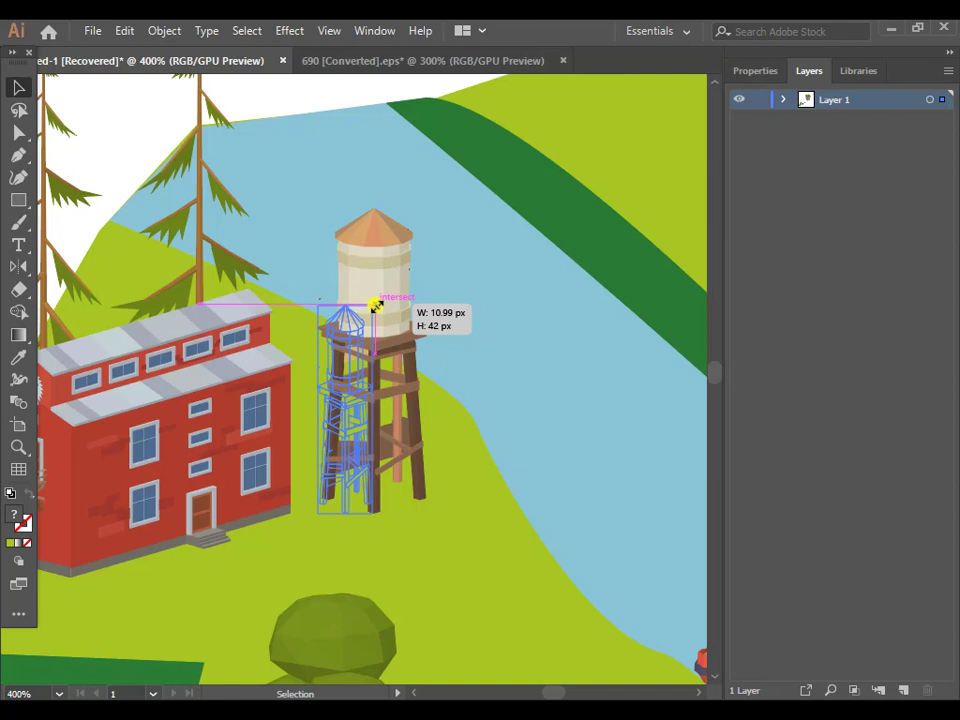 Ai File Edit Object Type Select Effect View Window Help Essentials Search Adobe Stock
ed-1 [Recovered]* @ 400% (RGB/GPU Preview) × 690 [Converted].eps* @ 300% (RGB/GPU Preview) ×
Properties Layers Libraries
Layer 1
intersect
W: 10.99 px
H: 42 px
400% 1 Selection
1 Layer